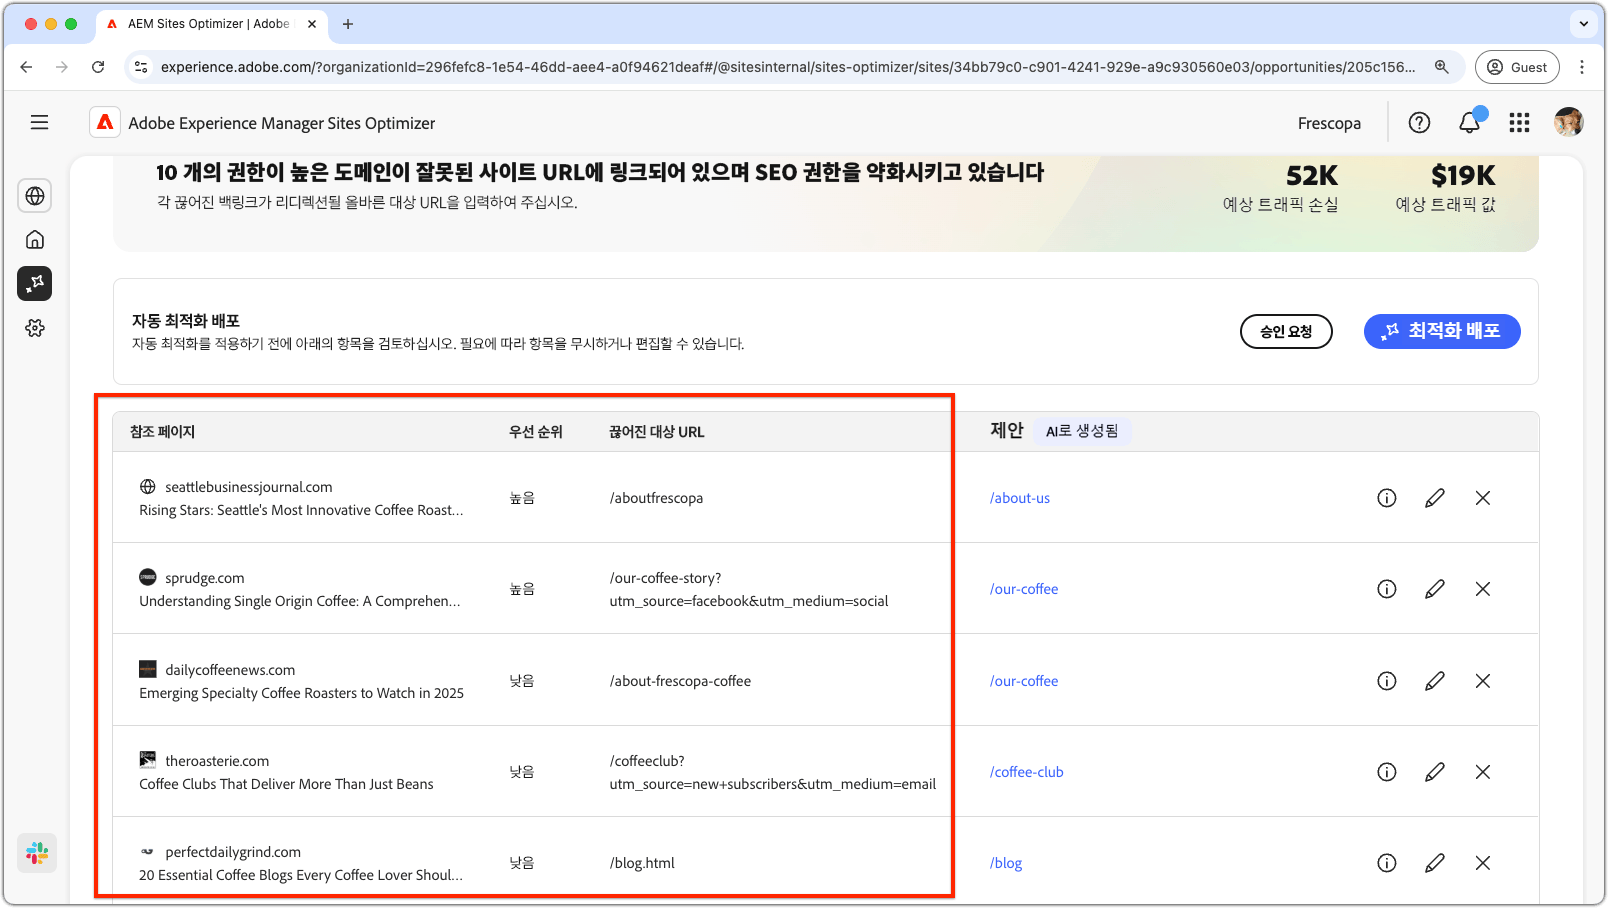 AEM Sites Optimizer | Adobe
experience.adobe.com/?organizationId=296fefc8-1e54-46dd-aee4-a0f94621deaf#/@sitesinternal/sites-optimizer/sites/34bb79c0-c901-4241-929e-a9c930560e03/opportunities/205c156...
Guest
Adobe Experience Manager Sites Optimizer
Frescopa
10 개의 권한이 높은 도메인이 잘못된 사이트 URL에 링크되어 있으며 SEO 권한을 약화시키고 있습니다
각 끊어진 백링크가 리디렉션될 올바른 대상 URL을 입력하여 주십시오.
52K
예상 트래픽 손실
$19K
예상 트래픽 값
자동 최적화 배포
자동 최적화를 적용하기 전에 아래의 항목을 검토하십시오. 필요에 따라 항목을 무시하거나 편집할 수 있습니다.
승인 요청
최적화 배포
참조 페이지 우선 순위 끊어진 대상 URL 제안 AI로 생성됨
seattlebusinessjournal.com
Rising Stars: Seattle's Most Innovative Coffee Roast...
높음
/aboutfrescopa
/about-us
sprudge.com
Understanding Single Origin Coffee: A Comprehen...
높음
/our-coffee-story?
utm_source=facebook&utm_medium=social
/our-coffee
dailycoffeenews.com
Emerging Specialty Coffee Roasters to Watch in 2025
낮음
/about-frescopa-coffee
/our-coffee
theroasterie.com
Coffee Clubs That Deliver More Than Just Beans
낮음
/coffeeclub?
utm_source=new+subscribers&utm_medium=email
/coffee-club
perfectdailygrind.com
20 Essential Coffee Blogs Every Coffee Lover Shoul...
낮음
/blog.html
/blog